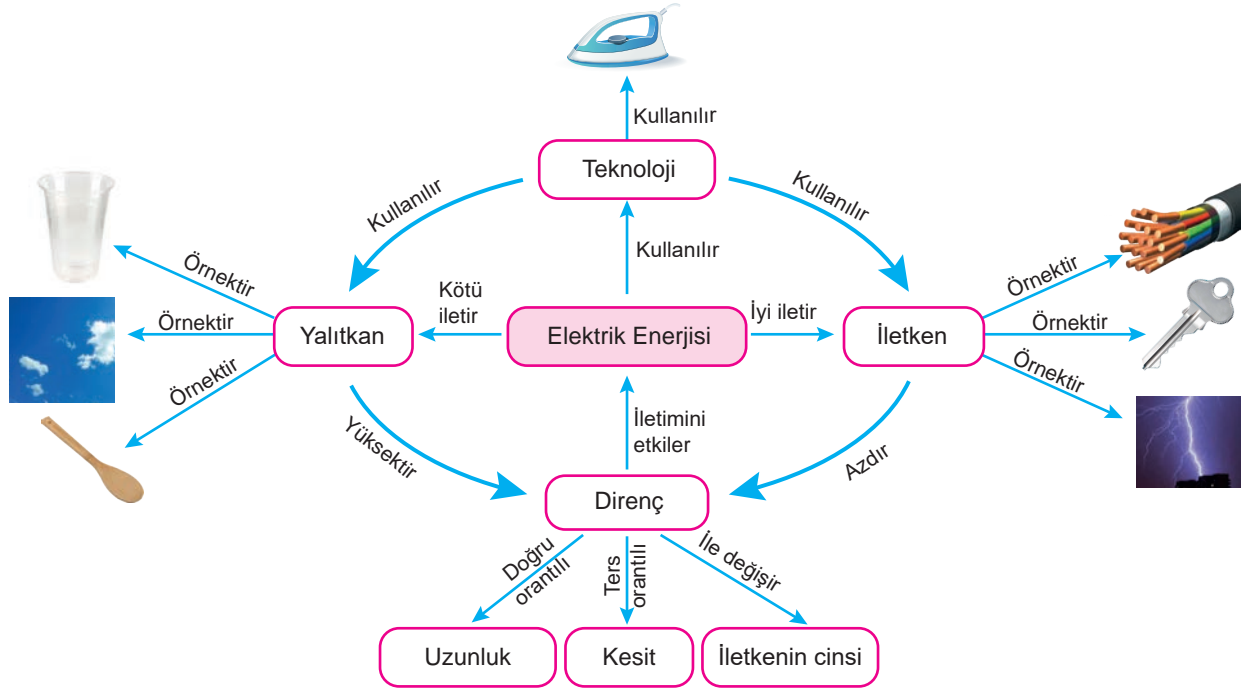 Kullanılır
Teknoloji
Kullanılır
Kullanılır
Kullanılır
Örnektir
Örnektir
Örnektir
Yalıtkan
Kötü
iletir
Elektrik Enerjisi
İyi iletir
İletken
Örnektir
Örnektir
Örnektir
Yüksektir
İletimini
etkiler
Azdır
Direnç
Doğru
orantılı
Ters
orantılı
İle değişir
Uzunluk
Kesit
İletkenin cinsi